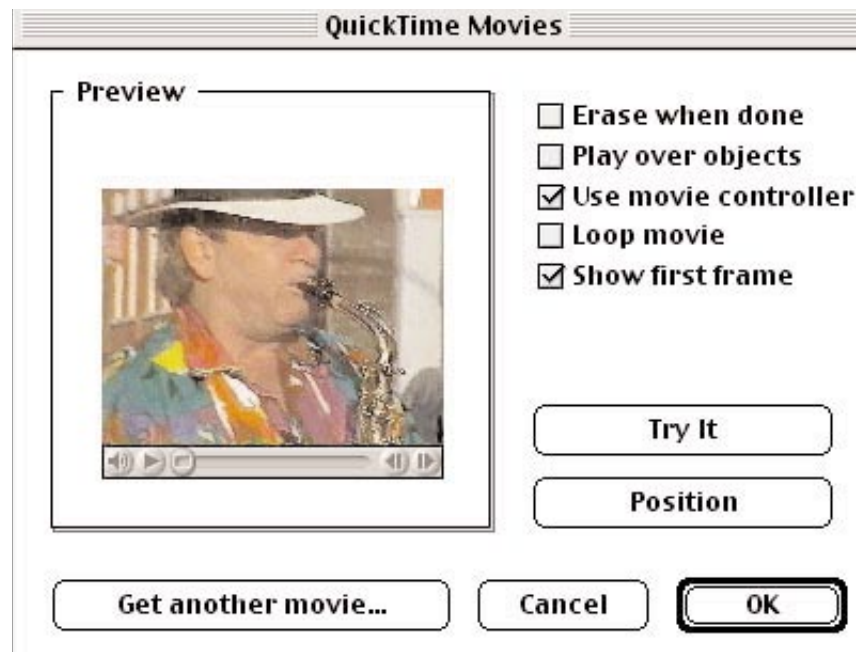 QuickTime Movies
Preview
Erase when done
Play over objects
Use movie controller
Loop movie
Show first frame
Try It
Position
Get another movie...
Cancel
OK